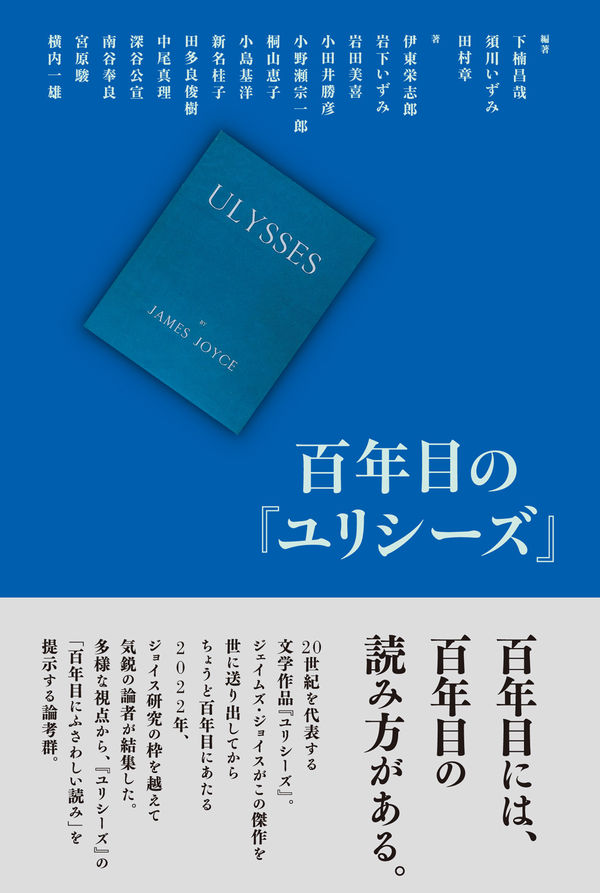 編著
下楠昌哉
須川いずみ
田村章
著
伊東栄志郎
岩下いずみ
岩田美喜
小田井勝彦
小野瀬宗一郎
桐山恵子
小島基洋
新名桂子
田多良俊樹
中尾真理
深谷公宣
南谷奉良
宮原駿
横内一雄
ULYSSES
BY
JAMES JOYCE
百年目の
『ユリシーズ』
百年目には、
百年目の
読み方がある。
20世紀を代表する
文学作品『ユリシーズ』。
ジェイムズ・ジョイスがこの傑作を
世に送り出してから
ちょうど百年目にあたる
2022年、
ジョイス研究の枠を越えて
気鋭の論者が結集した。
多様な視点から、『ユリシーズ』の
「百年目にふさわしい読み」を
提示する論考群。